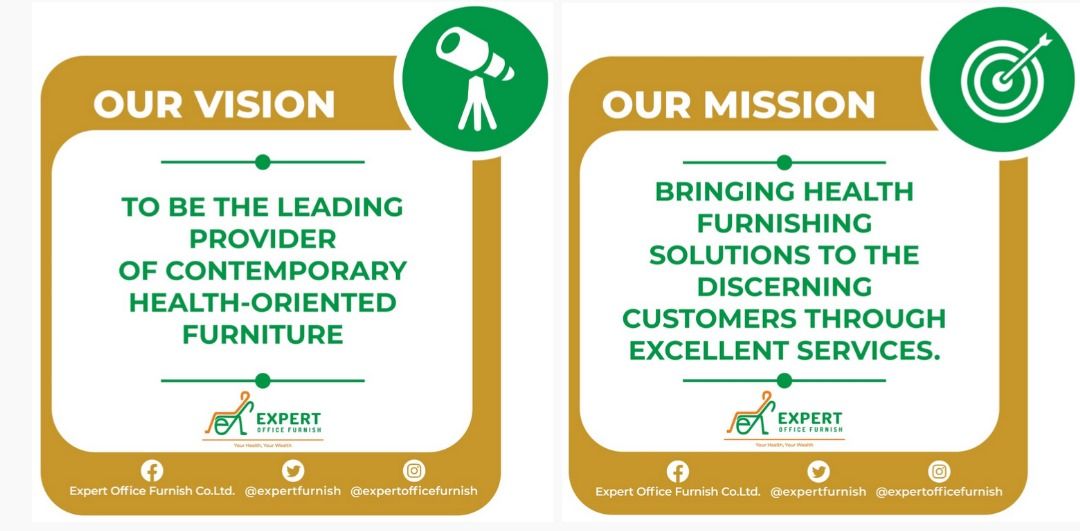 OUR VISION
TO BE THE LEADING
PROVIDER
OF CONTEMPORARY
HEALTH-ORIENTED
FURNITURE
EXPERT
OFFICE FURNISH
Your Health, Your Wealth
Expert Office Furnish Co.Ltd. @expertfurnish @expertofficefurnish
OUR MISSION
BRINGING HEALTH
FURNISHING
SOLUTIONS TO THE
DISCERNING
CUSTOMERS THROUGH
EXCELLENT SERVICES.
EXPERT
OFFICE FURNISH
Your Health, Your Wealth
Expert Office Furnish Co.Ltd. @expertfurnish @expertofficefurnish